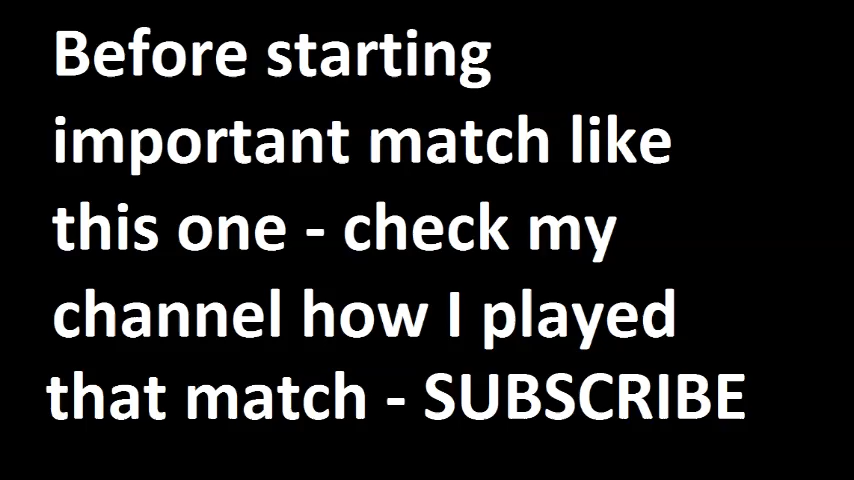 Before starting
important match like
this one - check my
channel how I played
that match - SUBSCRIBE